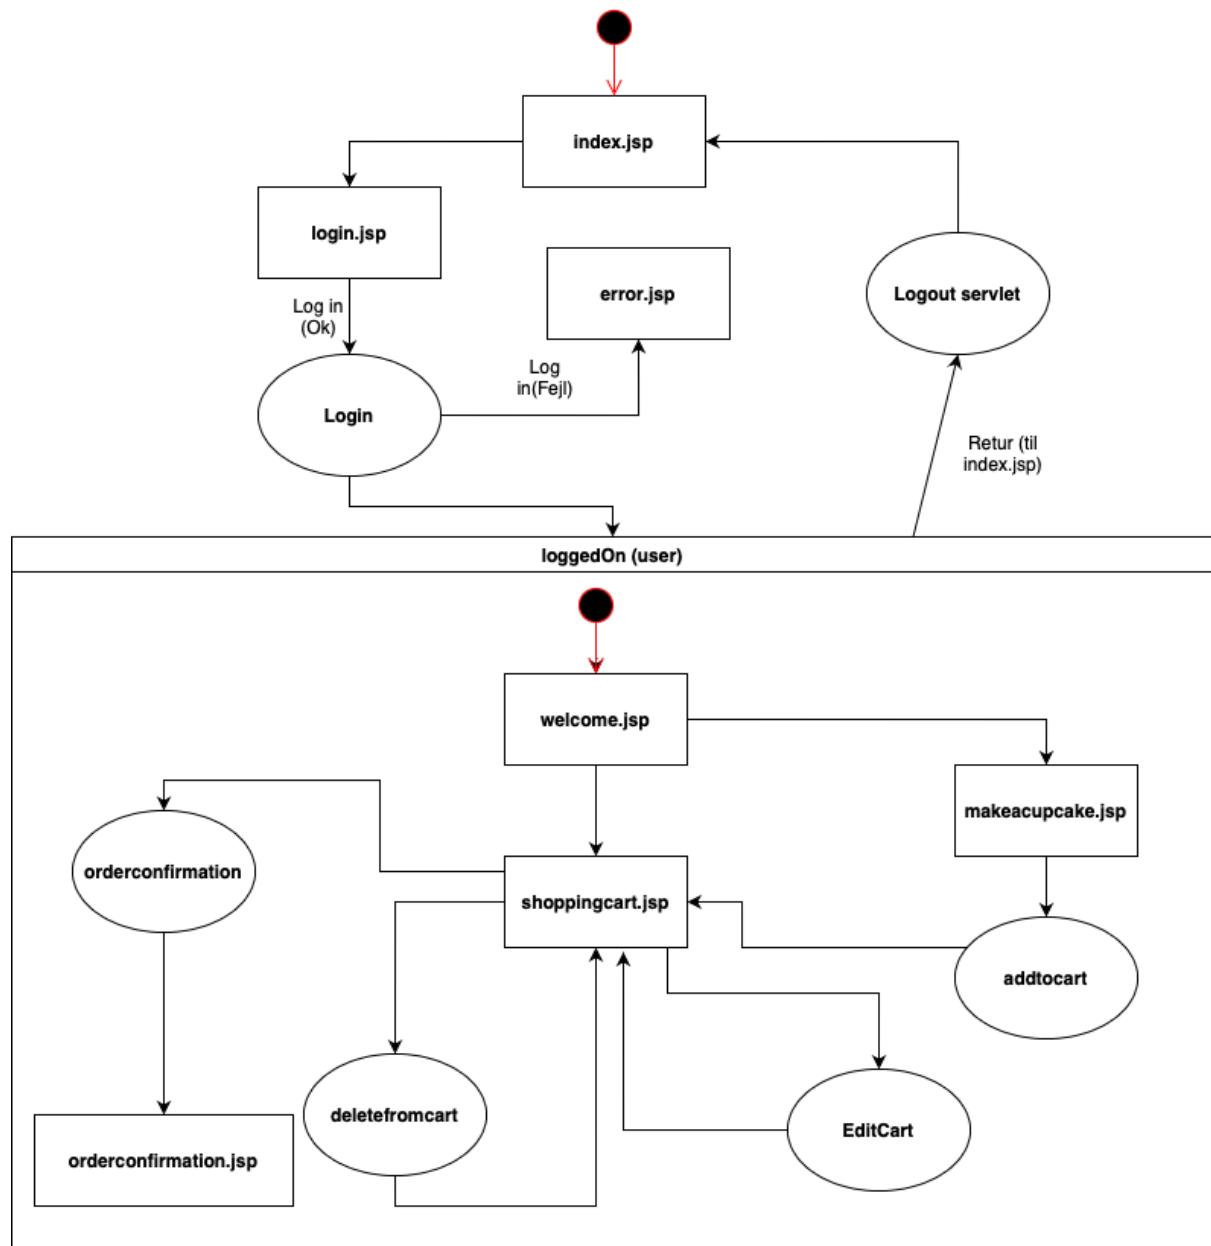 index.jsp
login.jsp
error.jsp
Logout servlet
Log in
(Ok)
Log
in(Fejl)
Login
Retur (til
index.jsp)
loggedOn (user)
welcome.jsp
makeacupcake.jsp
orderconfirmation
shoppingcart.jsp
addtocart
deletefromcart
EditCart
orderconfirmation.jsp